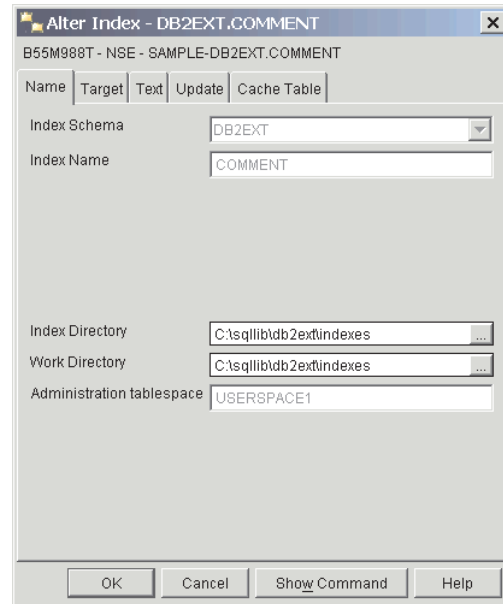 Alter Index - DB2EXT.COMMENT
B55M988T - NSE - SAMPLE-DB2EXT.COMMENT
Name Target Text Update Cache Table
Index Schema DB2EXT
Index Name COMMENT
Index Directory C:\sqllib\db2ext\indexes ...
Work Directory C:\sqllib\db2ext\indexes ...
Administration tablespace USERSPACE1
OK Cancel Show Command Help